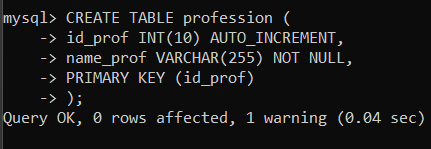 mysql> CREATE TABLE profession (
    -> id_prof INT(10) AUTO_INCREMENT,
    -> name_prof VARCHAR(255) NOT NULL,
    -> PRIMARY KEY (id_prof)
    -> );
Query OK, 0 rows affected, 1 warning (0.04 sec)